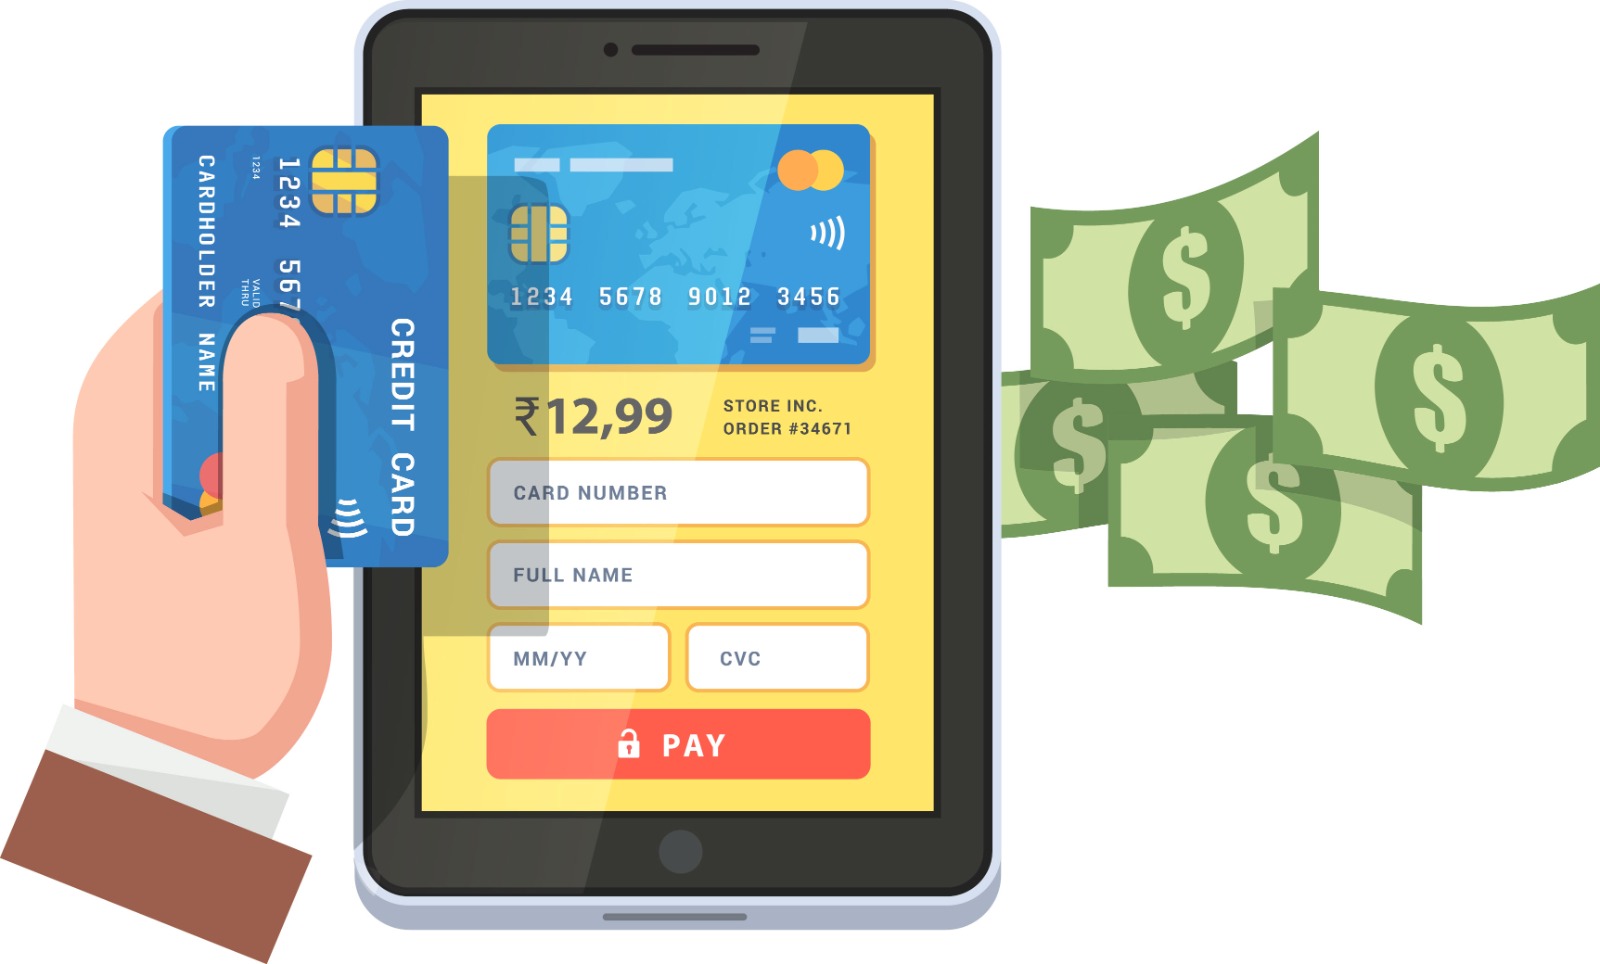 CREDIT CARD
1234 567
1234
VALID
THRU
CARDHOLDER NAME
1234 5678 9012 3456
₹12,99
STORE INC.
ORDER #34671
CARD NUMBER
FULL NAME
MM/YY
CVC
PAY
$
$
$
$